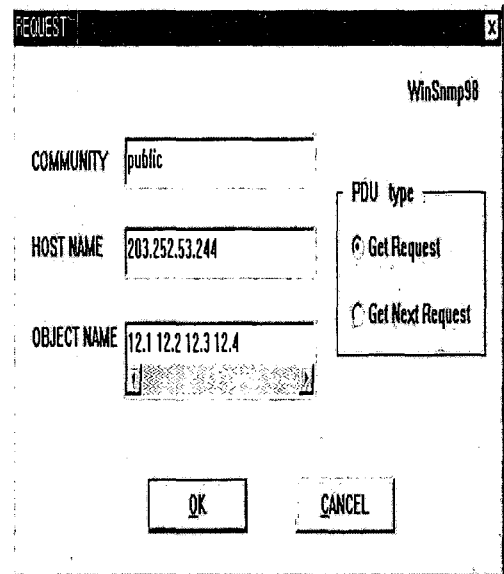 REQUEST
WinSnmp98
COMMUNITY public
HOST NAME 203.252.53.244
OBJECT NAME 12.1 12.2 12.3 12.4
PDU type
Get Request
Get Next Request
OK CANCEL